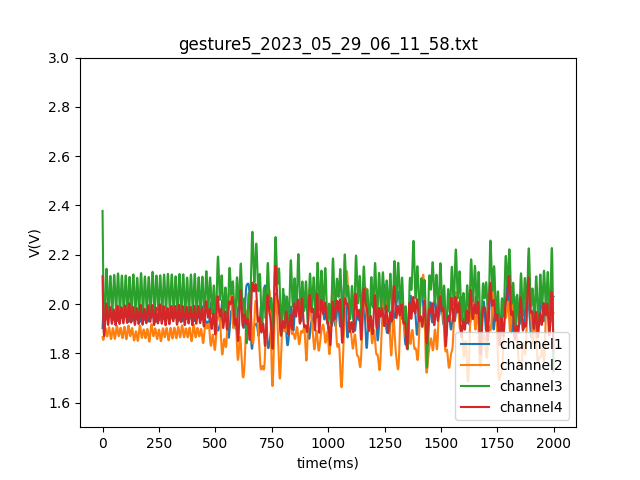 gesture5_2023_05_29_06_11_58.txt
3.0
2.8
2.6
2.4
2.2
2.0
1.8
1.6
V(V)
channel1
channel2
channel3
channel4
0 250 500 750 1000 1250 1500 1750 2000
time(ms)